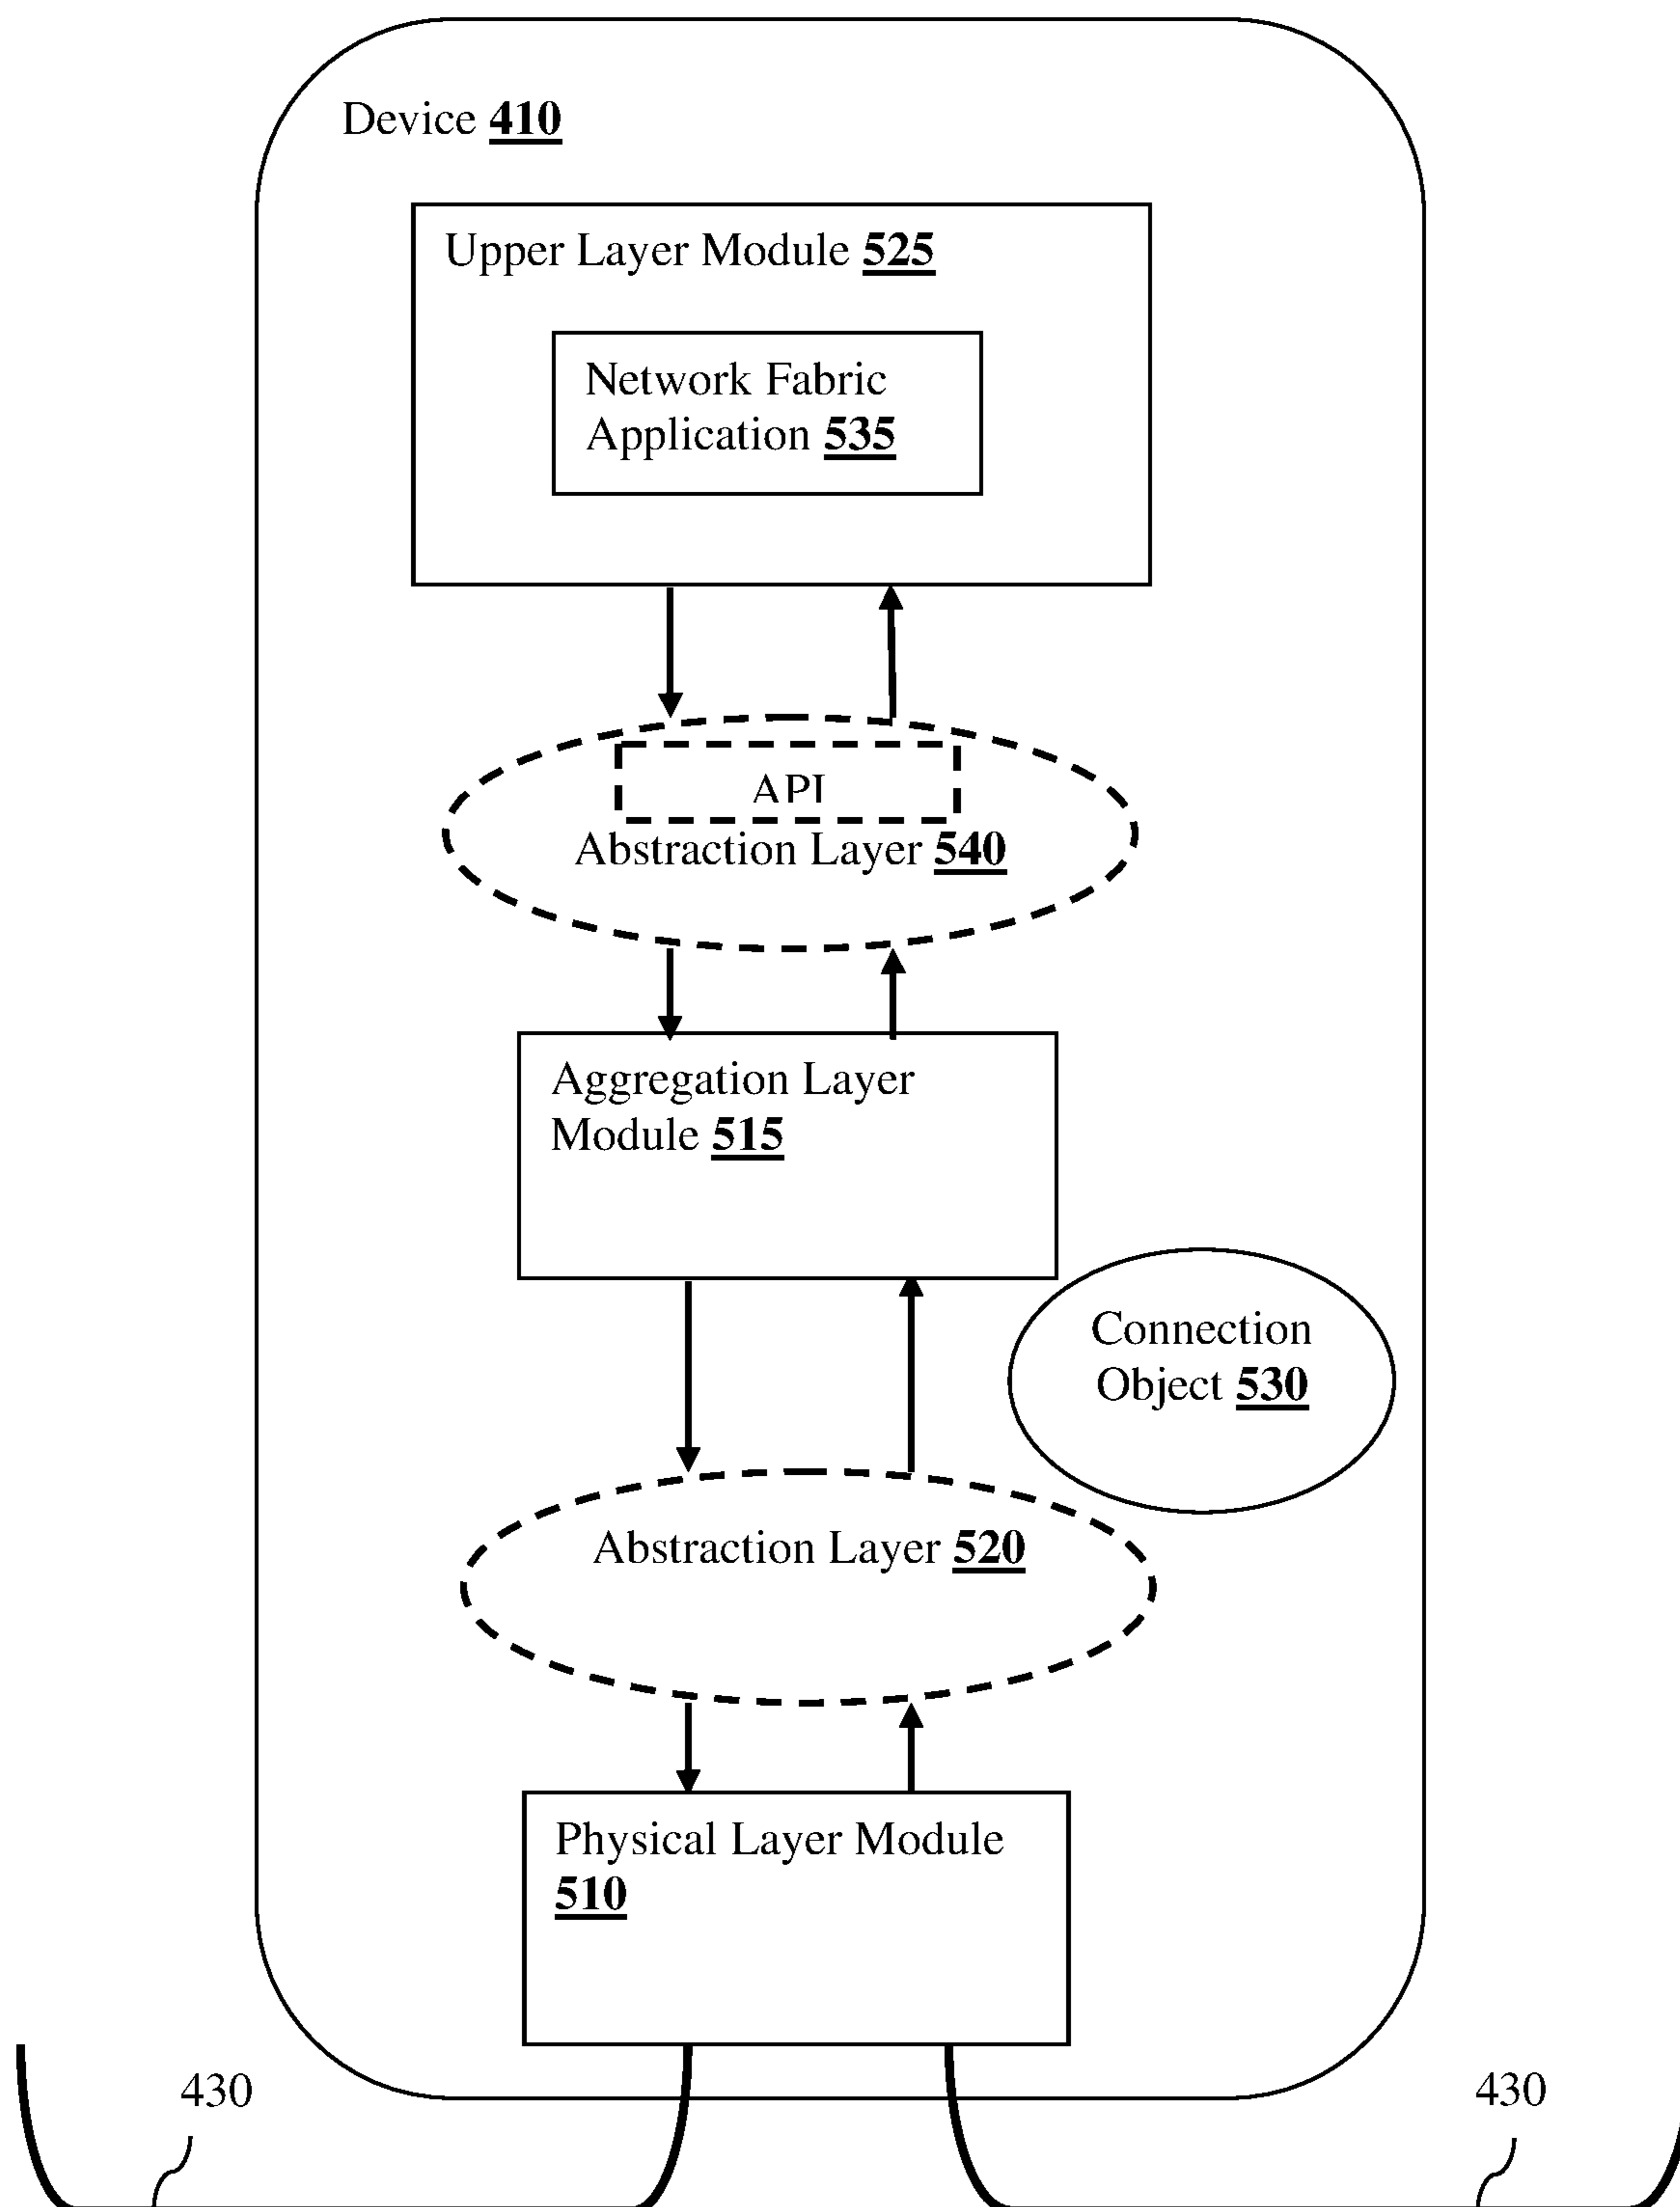 Device 410
Upper Layer Module 525
Network Fabric
Application 535
API
Abstraction Layer 540
Aggregation Layer
Module 515
Connection
Object 530
Abstraction Layer 520
Physical Layer Module
510
430
430